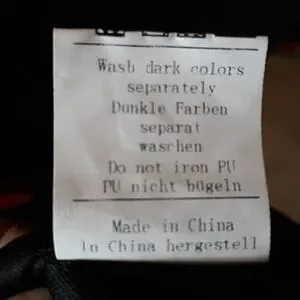 Wash dark colors
separately
Dunkle Farben
separat
waschen
Do not iron PU
PU nicht bügeln
Made in China
In China hergestell